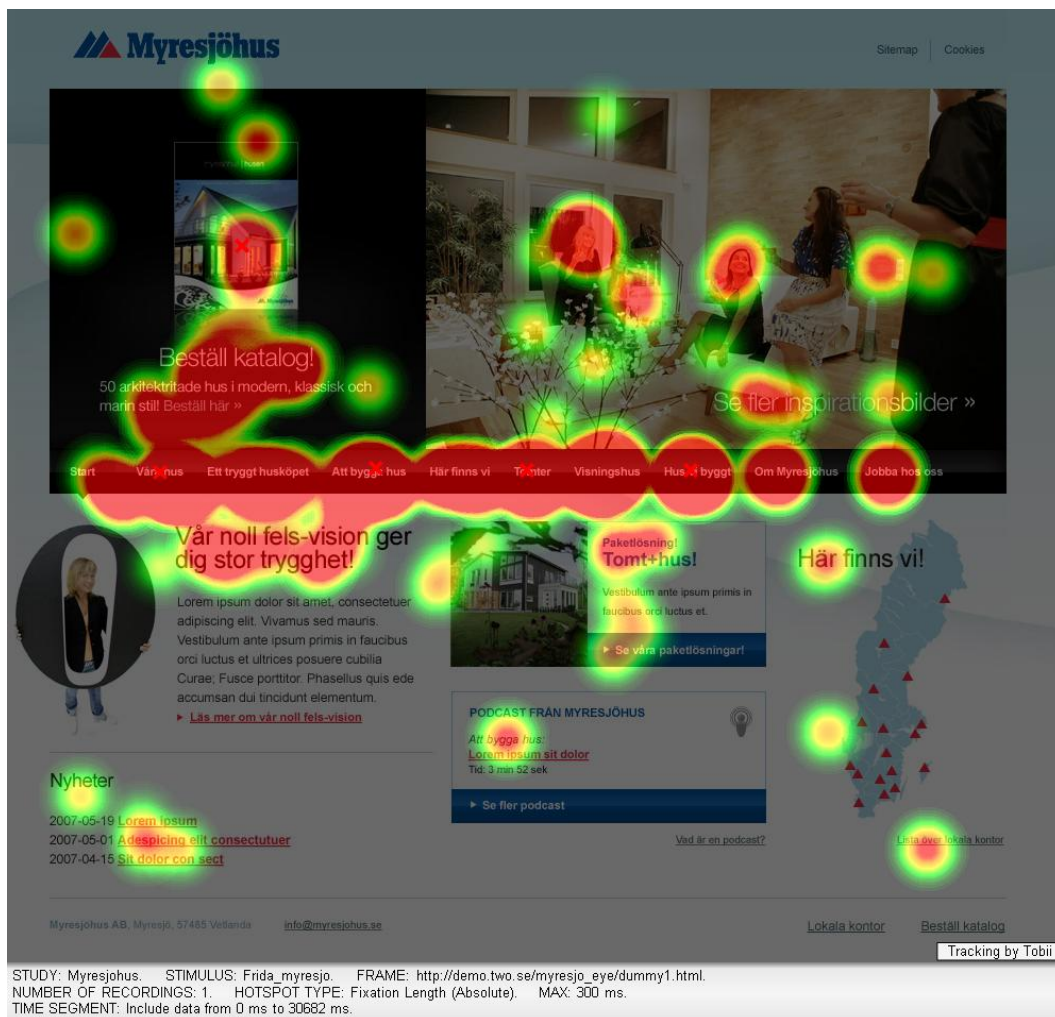 Myresjöhus
Sitemap
Cookies
myresjöhus | husen
Beställ katalog!
50 arkitektritade hus i modern, klassisk och
marin stil! Beställ här »
Se fler inspirationsbilder »
Start
Våra hus
Ett tryggt husköpet
Att bygga hus
Här finns vi
Tomter
Visningshus
Hus vi byggt
Om Myresjöhus
Jobba hos oss
Vår noll fels-vision ger
dig stor trygghet!
Lorem ipsum dolor sit amet, consectetuer
adipiscing elit. Vivamus sed mauris.
Vestibulum ante ipsum primis in faucibus
orci luctus et ultrices posuere cubilia
Curae; Fusce porttitor. Phasellus quis ede
accumsan dui tincidunt elementum.
Läs mer om vår noll fels-vision
Paketlösning!
Tomt+hus!
Vestibulum ante ipsum primis in
faucibus orci luctus et.
Se våra paketlösningar!
Här finns vi!
PODCAST FRÅN MYRESJÖHUS
Att bygga hus:
Lorem ipsum sit dolor
Tid: 3 min 52 sek
Se fler podcast
Vad är en podcast?
Lista över lokala kontor
Nyheter
2007-05-19 Lorem ipsum
2007-05-01 Adespicing elit consectutuer
2007-04-15 Sit dolor con sect
Myresjöhus AB, Myresjö, 57485 Vetlanda
info@myresjohus.se
Lokala kontor
Beställ katalog
Tracking by Tobii
STUDY: Myresjohus. STIMULUS: Frida_myresjo. FRAME: http://demo.two.se/myresjo_eye/dummy1.html.
NUMBER OF RECORDINGS: 1. HOTSPOT TYPE: Fixation Length (Absolute). MAX: 300 ms.
TIME SEGMENT: Include data from 0 ms to 30682 ms.